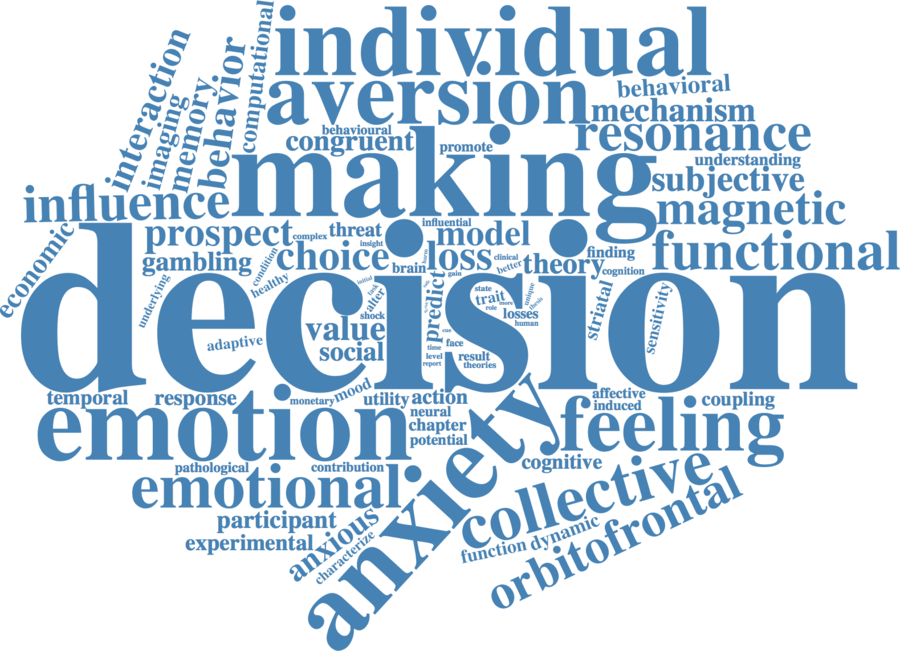 individual
aversion
computational
behavior
interaction
imaging
memory
behavioral
mechanism
resonance
behavioural
congruent
promote
making
understanding
subjective
influence
magnetic
economic
prospect
complex
threat
insight
influential
model
functional
gambling
condition
healthy
choice
brain
loss
clinical
better
theory
finding
cognition
decision
underlying
adaptive
initial
task
alter
shock
value
social
predict
gain
state
trait
more
role
unique
thesis
losses
human
striatal
sensitivity
cue
face
time
level
report
result
theories
temporal
response
monetary
mood
utility
action
affective
induced
coupling
emotion
neural
chapter
potential
feeling
anxiety
pathological
contribution
cognitive
emotional
collective
participant
experimental
anxious
characterize
function
dynamic
orbitofrontal